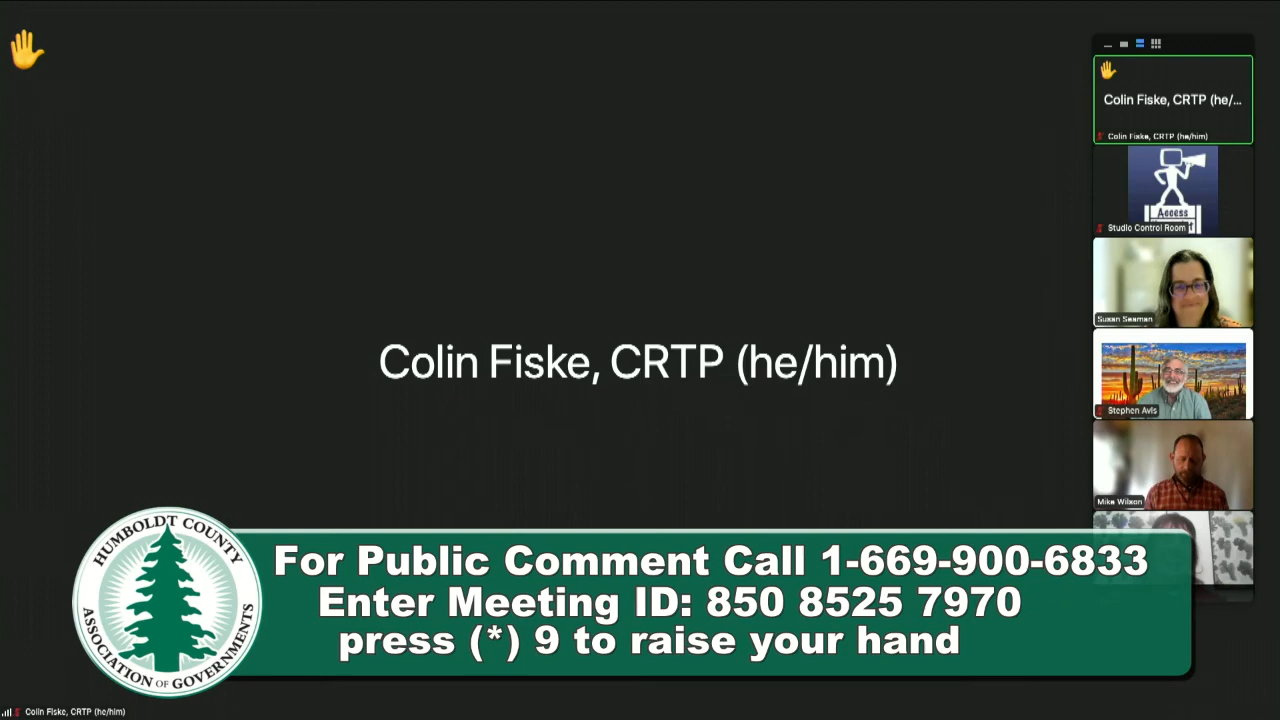 Colin Fiske, CRTP (he/...
Colin Fiske, CRTP (he/him)
Access
Studio Control Room
Susan Seaman
Stephen Avis
Mike Wilson
Colin Fiske, CRTP (he/him)
HUMBOLDT COUNTY
ASSOCIATION OF GOVERNMENTS
For Public Comment Call 1-669-900-6833
Enter Meeting ID: 850 8525 7970
press (*) 9 to raise your hand
Colin Fiske, CRTP (he/him)